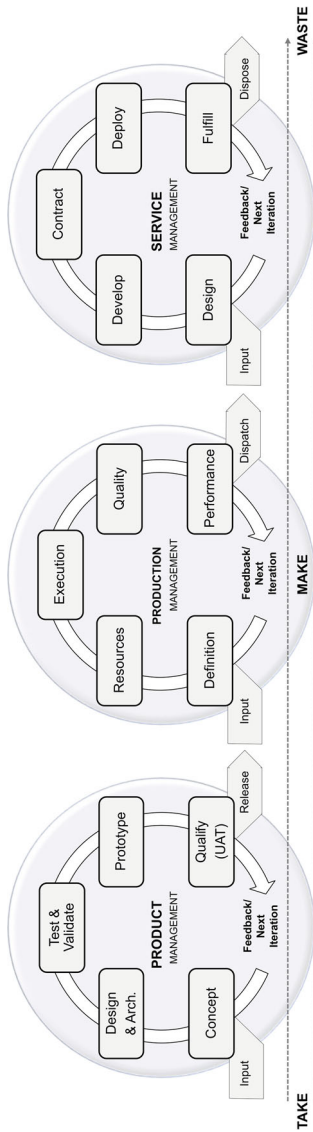 Input
Concept
Design
& Arch.
Test &
Validate
Prototype
Qualify
(UAT)
Release
PRODUCT
MANAGEMENT
Feedback/
Next
Iteration
Input
Definition
Resources
Execution
Quality
Performance
Dispatch
PRODUCTION
MANAGEMENT
Feedback/
Next
Iteration
Input
Design
Develop
Contract
Deploy
Fulfill
Dispose
SERVICE
MANAGEMENT
Feedback/
Next
Iteration
TAKE
MAKE
WASTE